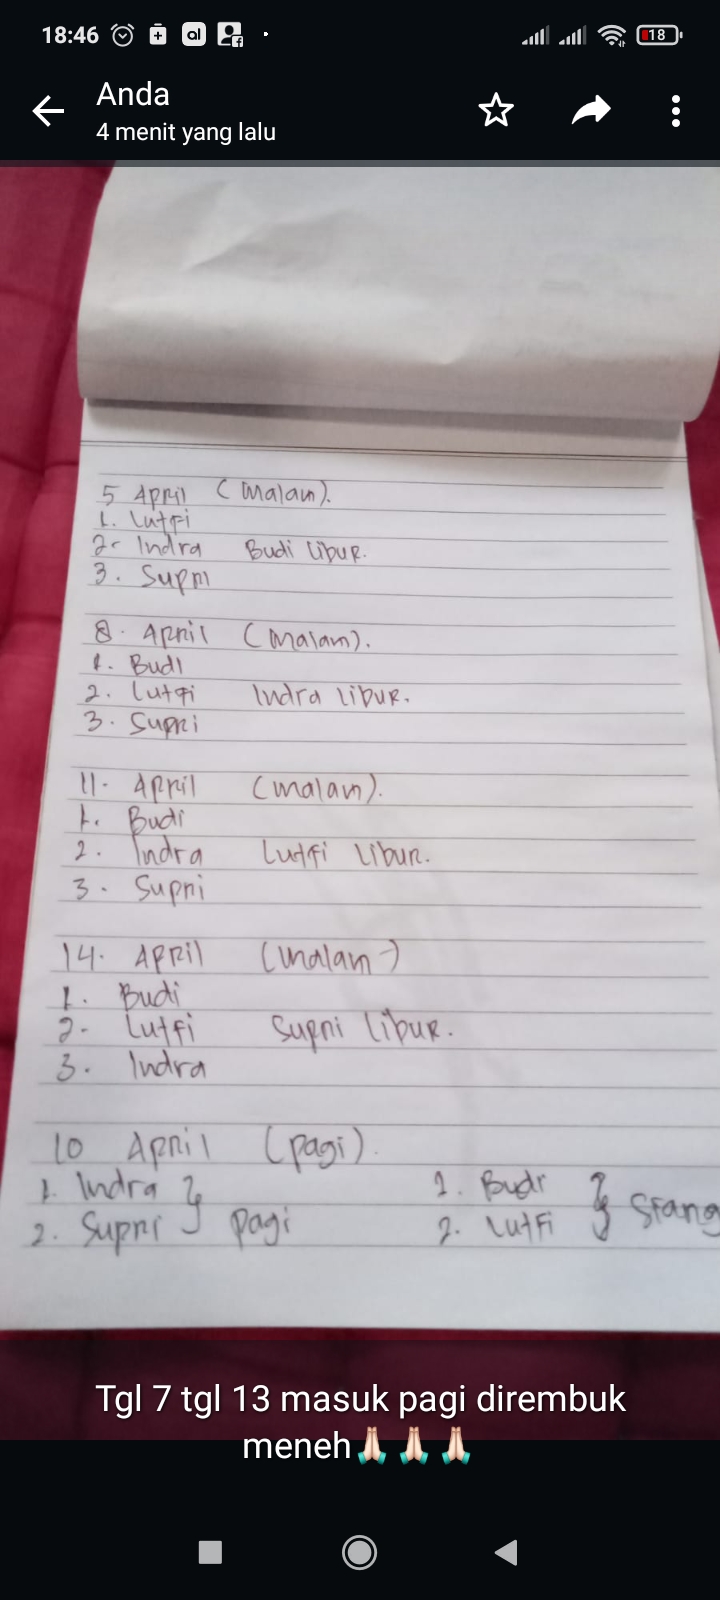 18:46
18
Anda
4 menit yang lalu
5 April (Malam).
1. Lutfi
2- Indra Budi libur.
3. Supri
8. April (Malam).
1. Budi
2. Lutfi Indra libur.
3. Supri
11. April (Malam).
1. Budi
2. Indra Lutfi libur.
3. Supri
14. April (malam-)
1. Budi
2- Lutfi Supri libur.
3. Indra
10 April (pagi).
1. Indra } 1. Budi }
2. Supri } pagi 2. Lutfi } Siang
Tgl 7 tgl 13 masuk pagi dirembuk
meneh🙏🏻🙏🏻🙏🏻